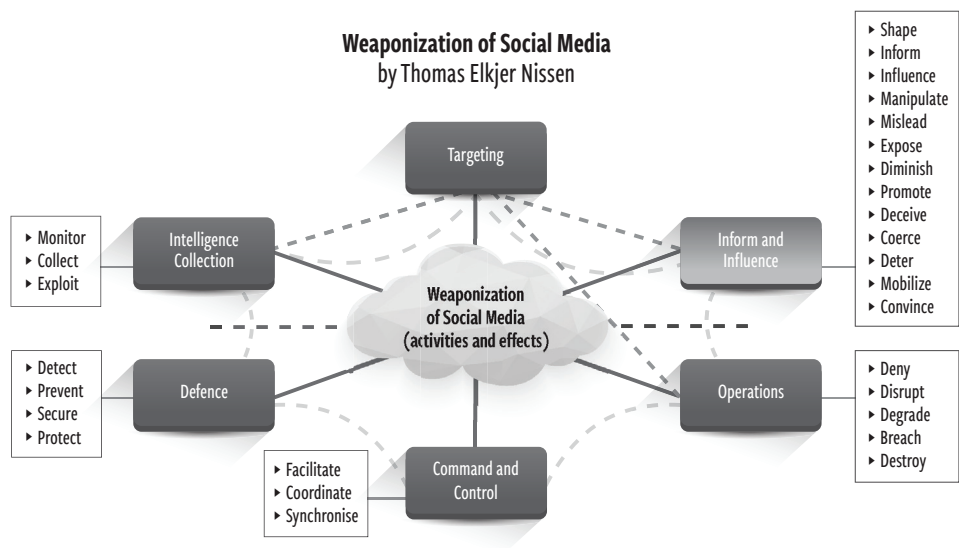 Weaponization of Social Media
by Thomas Elkjer Nissen
Targeting
Intelligence
Collection
▸ Monitor
▸ Collect
▸ Exploit
Inform and
Influence
▸ Shape
▸ Inform
▸ Influence
▸ Manipulate
▸ Mislead
▸ Expose
▸ Diminish
▸ Promote
▸ Deceive
▸ Coerce
▸ Deter
▸ Mobilize
▸ Convince
Weaponization
of Social Media
(activities and effects)
▸ Detect
▸ Prevent
▸ Secure
▸ Protect
Defence
Operations
▸ Deny
▸ Disrupt
▸ Degrade
▸ Breach
▸ Destroy
▸ Facilitate
▸ Coordinate
▸ Synchronise
Command and
Control